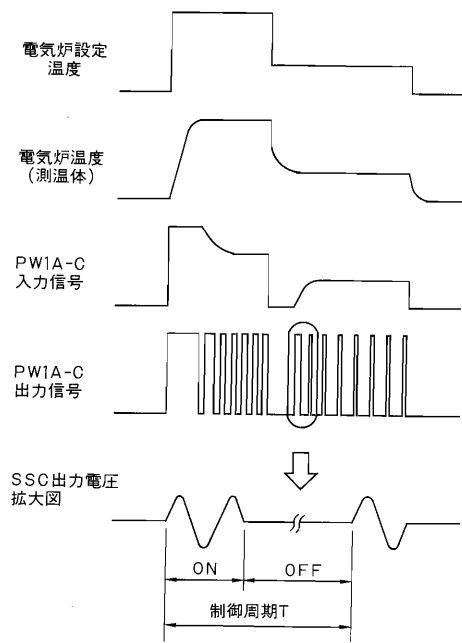 電気炉設定
温度
電気炉温度
(測温体)
PW1A-C
入力信号
PW1A-C
出力信号
SSC出力電圧
拡大図
ON
OFF
制御周期T